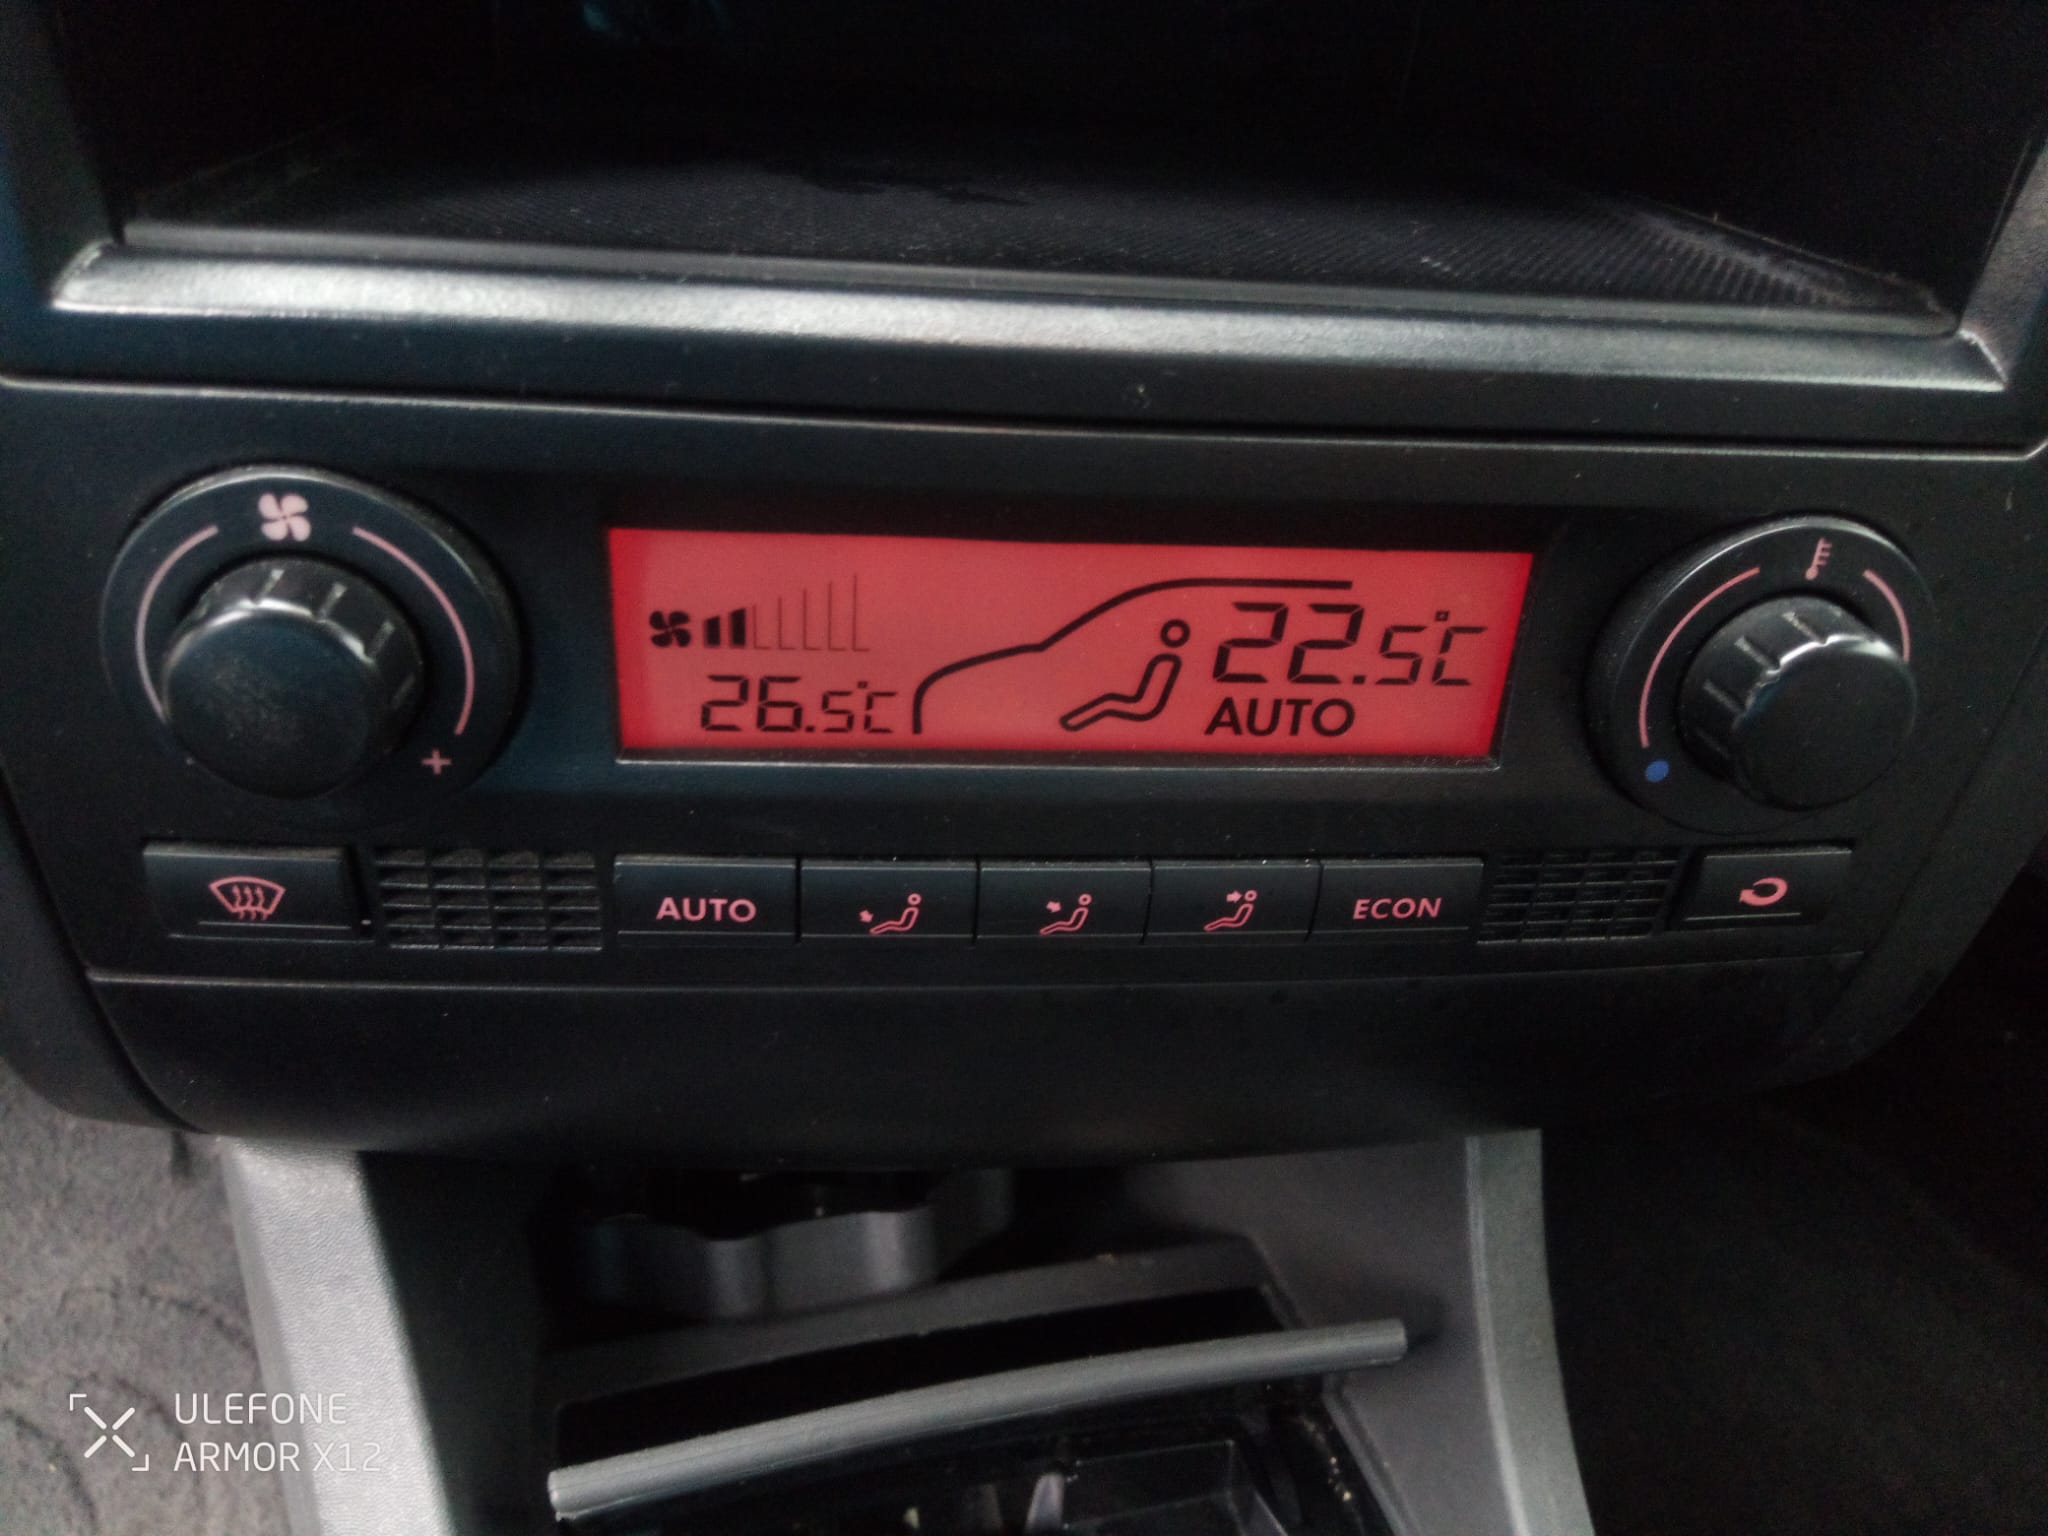 26.5°C
22.5°C
AUTO
+
AUTO
ECON
ULEFONE
ARMOR X12